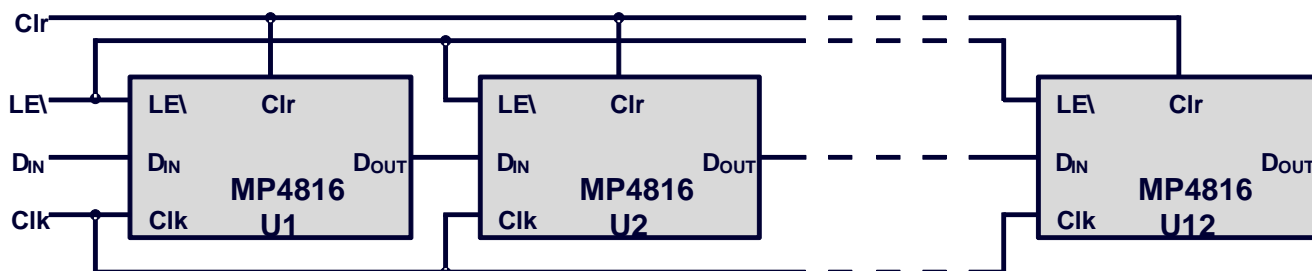 Clr
LE\
DIN
Clk
LE\ Clr
DIN DOUT
MP4816
Clk U1
LE\ Clr
DIN DOUT
MP4816
Clk U2
LE\ Clr
DIN DOUT
MP4816
Clk U12